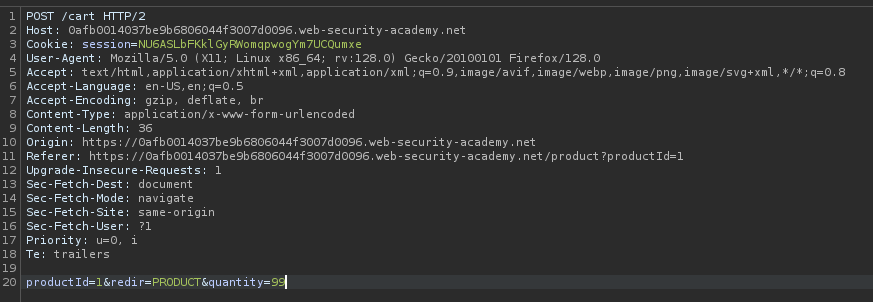 1 POST /cart HTTP/2
2 Host: 0afb0014037be9b6806044f3007d0096.web-security-academy.net
3 Cookie: session=NU6ASLbFKklGyRWomqpwogYm7UCQumxe
4 User-Agent: Mozilla/5.0 (X11; Linux x86_64; rv:128.0) Gecko/20100101 Firefox/128.0
5 Accept: text/html,application/xhtml+xml,application/xml;q=0.9,image/avif,image/webp,image/png,image/svg+xml,*/*;q=0.8
6 Accept-Language: en-US,en;q=0.5
7 Accept-Encoding: gzip, deflate, br
8 Content-Type: application/x-www-form-urlencoded
9 Content-Length: 36
10 Origin: https://0afb0014037be9b6806044f3007d0096.web-security-academy.net
11 Referer: https://0afb0014037be9b6806044f3007d0096.web-security-academy.net/product?productId=1
12 Upgrade-Insecure-Requests: 1
13 Sec-Fetch-Dest: document
14 Sec-Fetch-Mode: navigate
15 Sec-Fetch-Site: same-origin
16 Sec-Fetch-User: ?1
17 Priority: u=0, i
18 Te: trailers
19
20 productId=1&redir=PRODUCT&quantity=99